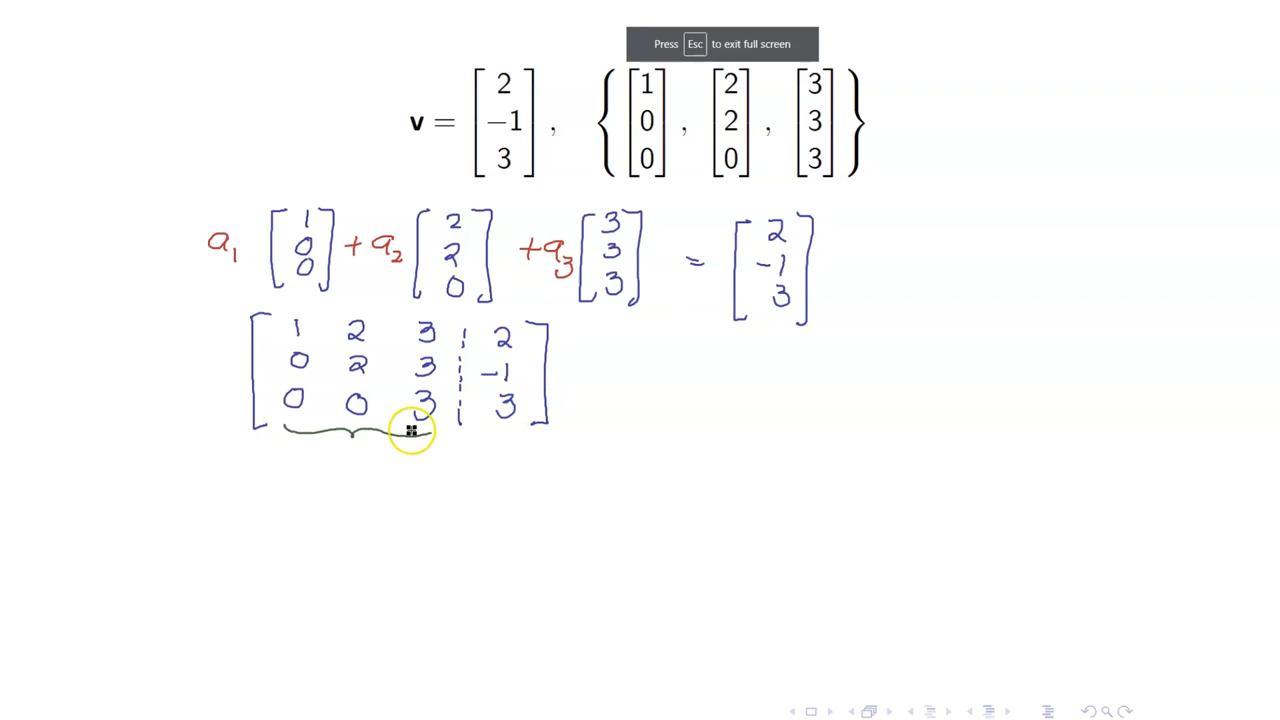 Press Esc to exit full screen
v = [2 −1 3], { [1 0 0], [2 2 0], [3 3 3] }
a₁ [1 0 0] + a₂ [2 2 0] + a₃ [3 3 3] = [2 −1 3]
1 2 3 ¦ 2
0 2 3 ¦ −1
0 0 3 ¦ 3